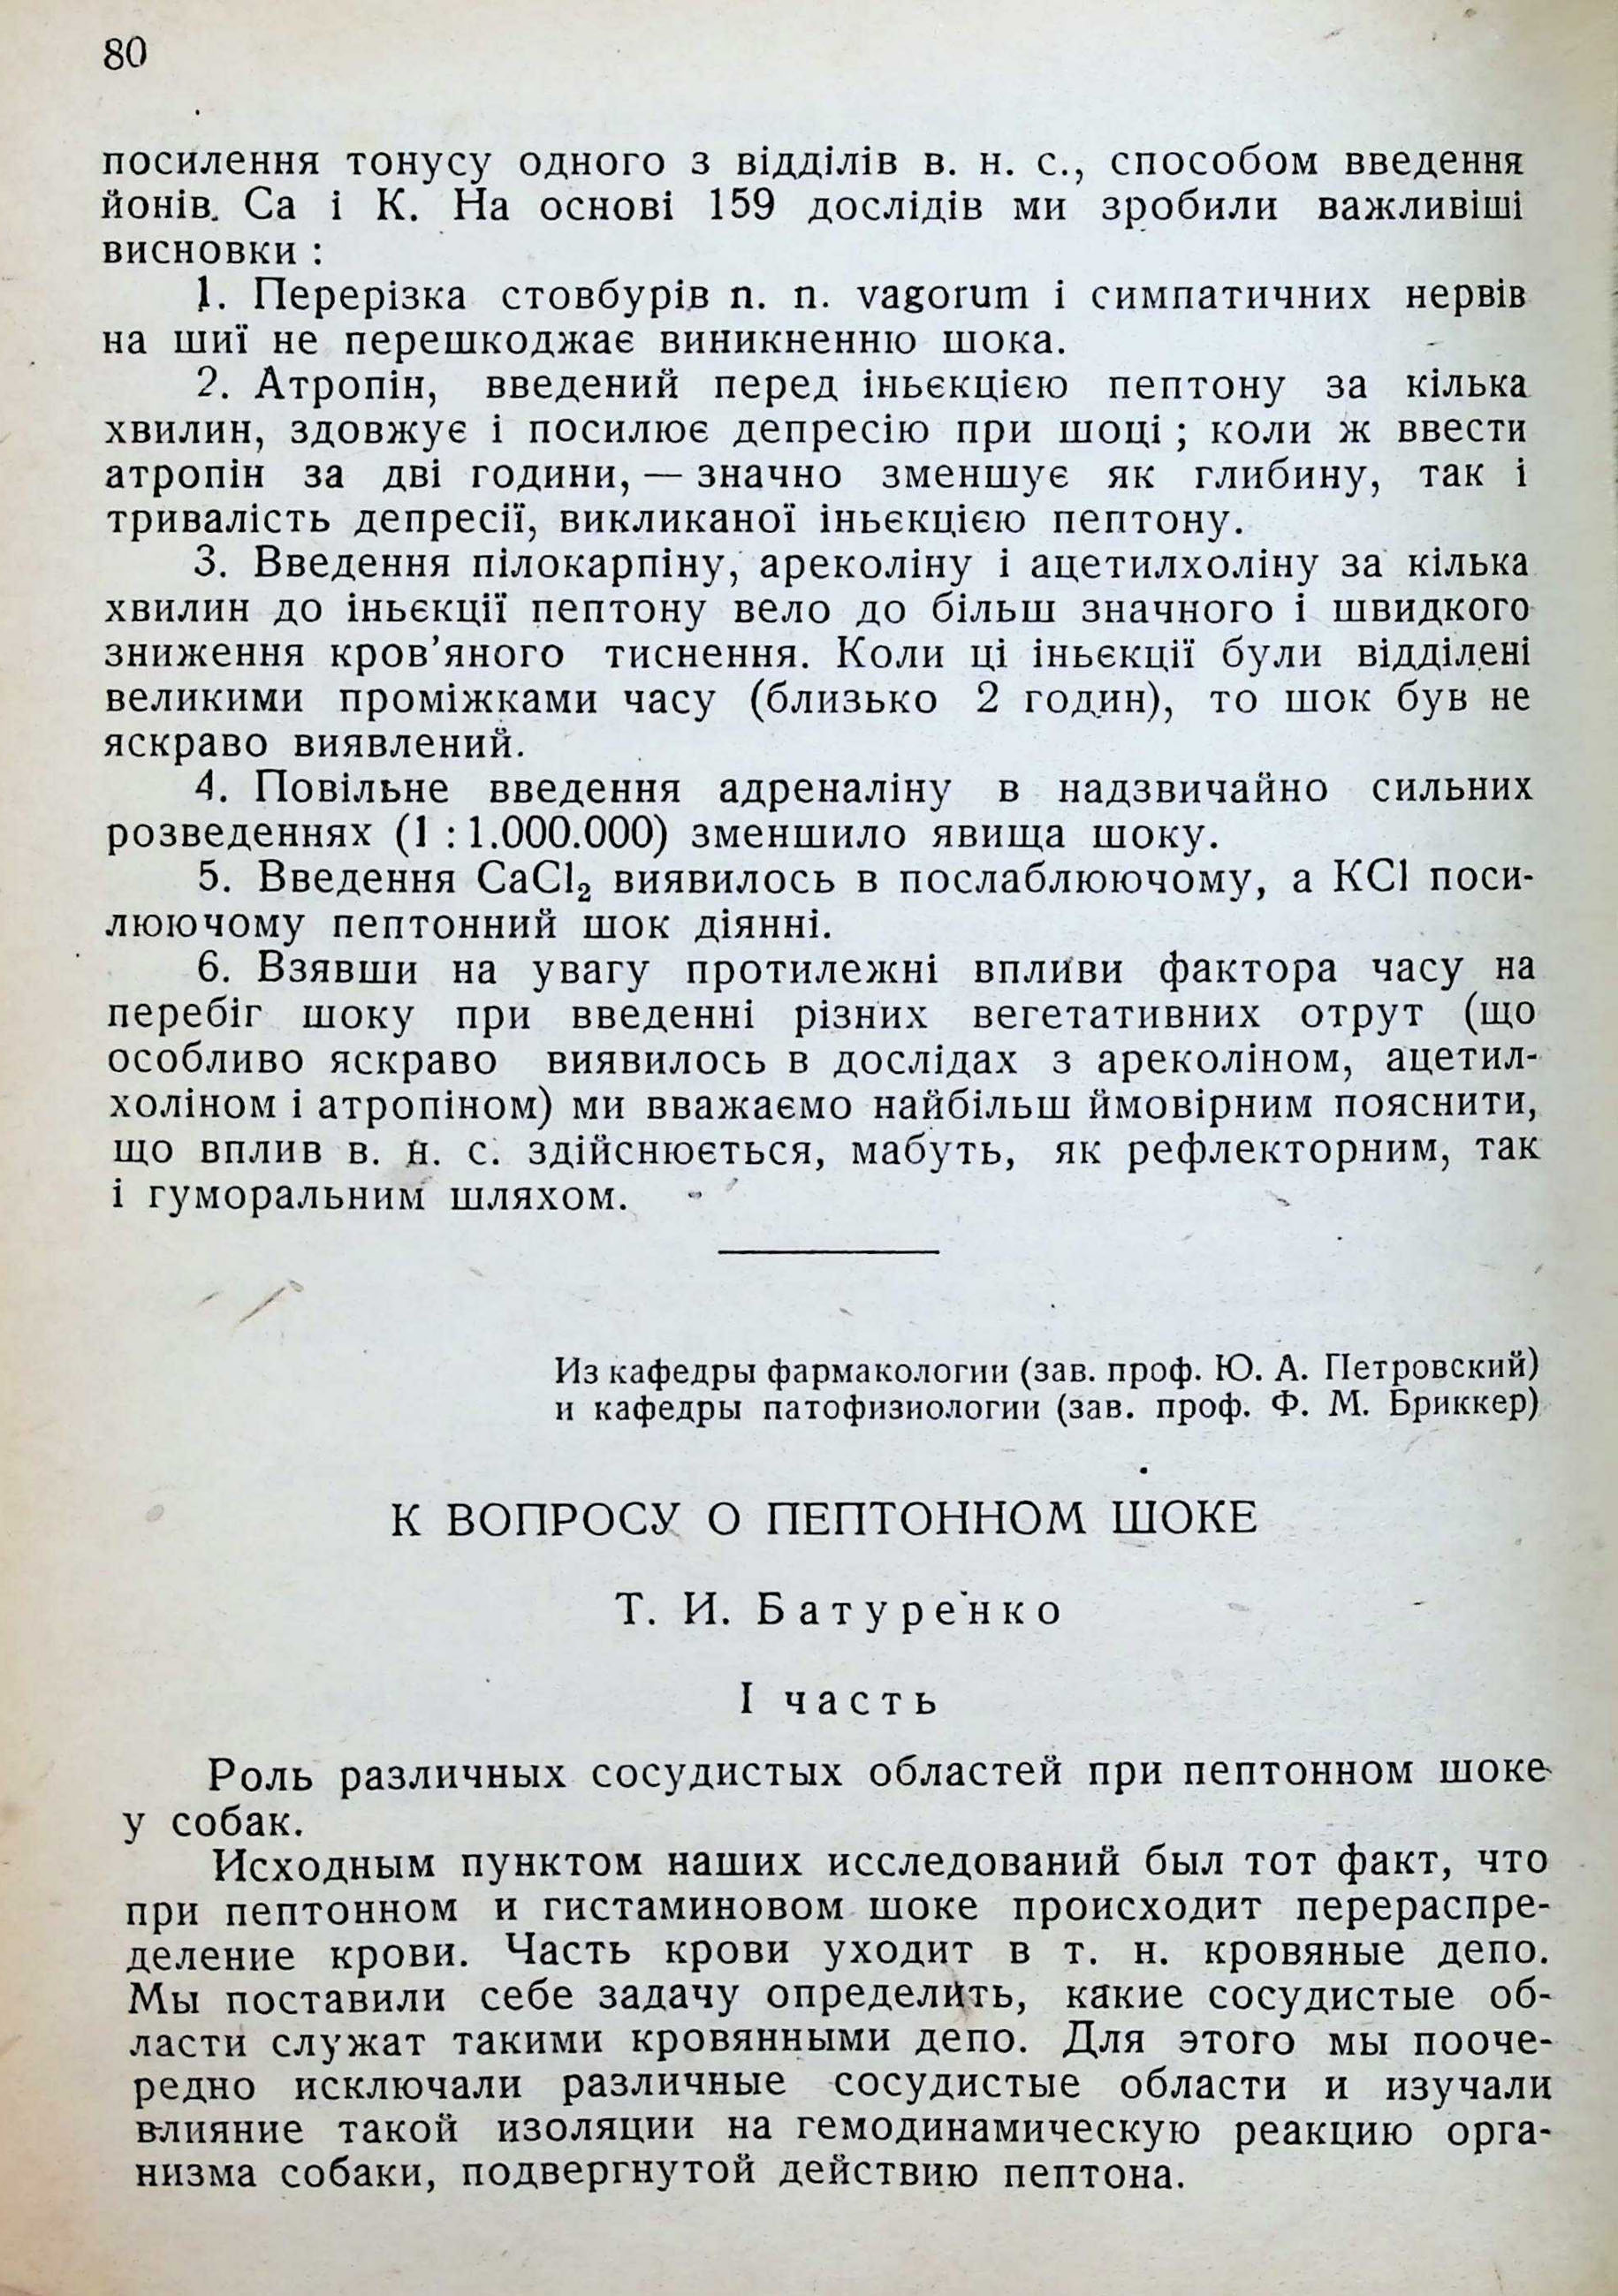 80
посилення тонусу одного з відділів в. н. с., способом введення
йонів. Са і К. На основі 159 дослідів ми зробили важливіші
висновки :
1. Перерізка стовбурів n. n. vagorum і симпатичних нервів
на шиї не перешкоджає виникненню шока.
2. Атропін, введений перед іньєкцією пептону за кілька
хвилин, здовжує і посилює депресію при шоці ; коли ж ввести
атропін за дві години, — значно зменшує як глибину, так і
тривалість депресії, викликаної іньєкцією пептону.
3. Введення пілокарпіну, ареколіну і ацетилхоліну за кілька
хвилин до іньєкції пептону вело до більш значного і швидкого
зниження кров’яного тиснення. Коли ці іньєкції були відділені
великими проміжками часу (близько 2 годин), то шок був не
яскраво виявлений.
4. Повільне введення адреналіну в надзвичайно сильних
розведеннях (1 : 1.000.000) зменшило явища шоку.
5. Введення CaCl₂ виявилось в послаблюючому, а KCl поси-
люючому пептонний шок діянні.
6. Взявши на увагу протилежні впливи фактора часу на
перебіг шоку при введенні різних вегетативних отрут (що
особливо яскраво виявилось в дослідах з ареколіном, ацетил-
холіном і атропіном) ми вважаємо найбільш ймовірним пояснити,
що вплив в. н. с. здійснюється, мабуть, як рефлекторним, так
і гуморальним шляхом.
Из кафедры фармакологии (зав. проф. Ю. А. Петровский)
и кафедры патофизиологии (зав. проф. Ф. М. Бриккер)
К ВОПРОСУ О ПЕПТОННОМ ШОКЕ
Т. И. Батуренко
I часть
Роль различных сосудистых областей при пептонном шоке
у собак.
Исходным пунктом наших исследований был тот факт, что
при пептонном и гистаминовом шоке происходит перераспре-
деление крови. Часть крови уходит в т. н. кровяные депо.
Мы поставили себе задачу определить, какие сосудистые об-
ласти служат такими кровянными депо. Для этого мы пооче-
редно исключали различные сосудистые области и изучали
влияние такой изоляции на гемодинамическую реакцию орга-
низма собаки, подвергнутой действию пептона.